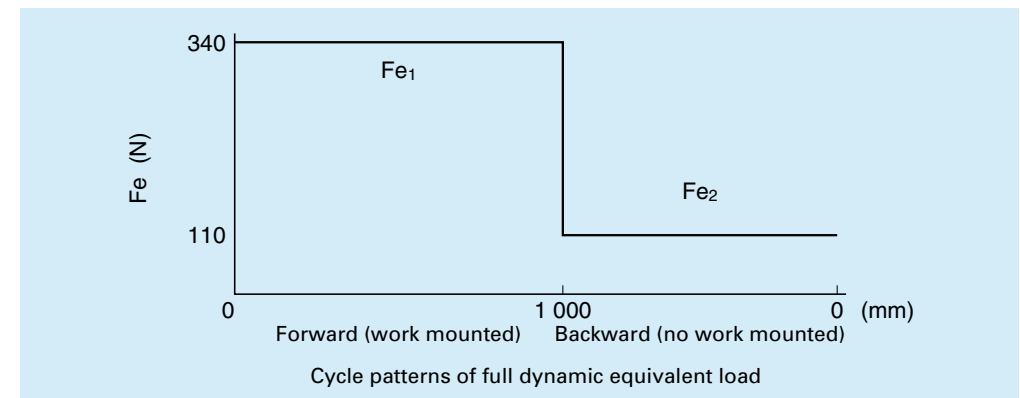 340
Fe₁
Fe (N)
Fe₂
110
0 1 000 0 (mm)
Forward (work mounted) Backward (no work mounted)
Cycle patterns of full dynamic equivalent load